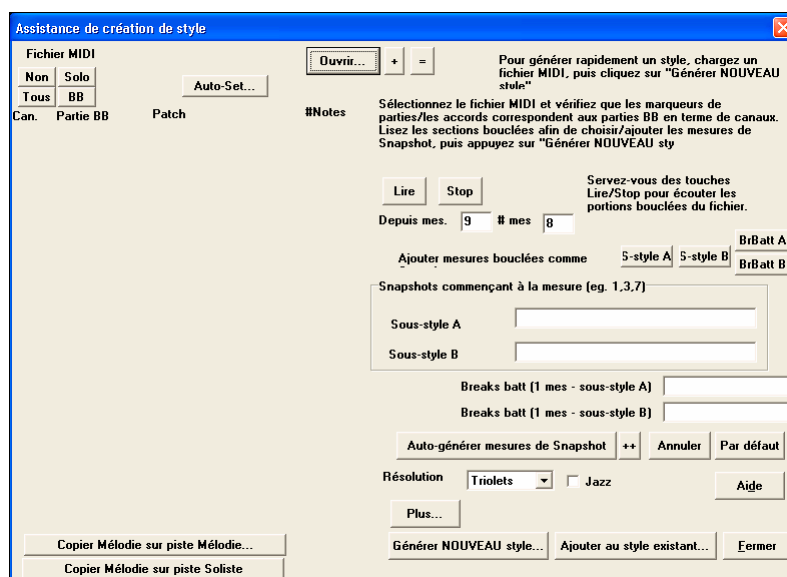 Assistance de création de style
Fichier MIDI
Ouvrir... + =
Pour générer rapidement un style, chargez un
fichier MIDI, puis cliquez sur "Générer NOUVEAU
style"
Non Solo
Tous BB
Auto-Set...
Can. Partie BB Patch #Notes
Sélectionnez le fichier MIDI et vérifiez que les marqueurs de
parties/les accords correspondent aux parties BB en terme de canaux.
Lisez les sections bouclées afin de choisir/ajouter les mesures de
Snapshot, puis appuyez sur "Générer NOUVEAU sty
Lire Stop
Servez-vous des touches
Lire/Stop pour écouter les
portions bouclées du fichier.
Depuis mes. 9 # mes 8
Ajouter mesures bouclées comme
S-style A S-style B
BrBatt A
BrBatt B
Snapshots commençant à la mesure (eg. 1,3,7)
Sous-style A
Sous-style B
Breaks batt (1 mes - sous-style A)
Breaks batt (1 mes - sous-style B)
Auto-générer mesures de Snapshot ++ Annuler Par défaut
Résolution Triolets Jazz
Aide
Plus...
Copier Mélodie sur piste Mélodie...
Générer NOUVEAU style... Ajouter au style existant... Fermer
Copier Mélodie sur piste Soliste